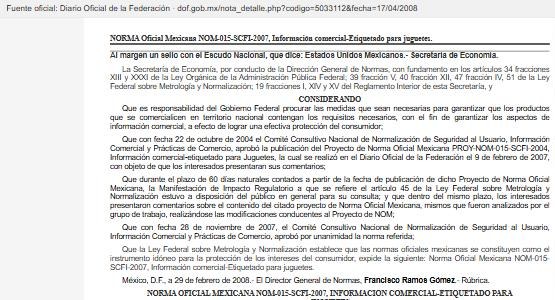 Fuente oficial: Diario Oficial de la Federación · dof.gob.mx/nota_detalle.php?codigo=5033112&fecha=17/04/2008
NORMA Oficial Mexicana NOM-015-SCFI-2007, Información comercial-Etiquetado para juguetes.
Al margen un sello con el Escudo Nacional, que dice: Estados Unidos Mexicanos.- Secretaría de Economía.
La Secretaría de Economía, por conducto de la Dirección General de Normas, con fundamento en los artículos 34 fracciones
XIII y XXXI de la Ley Orgánica de la Administración Pública Federal; 39 fracción V, 40 fracción XII, 47 fracción IV, 51 de la Ley
Federal sobre Metrología y Normalización; 19 fracciones I, XIV y XV del Reglamento Interior de esta Secretaría, y
CONSIDERANDO
Que es responsabilidad del Gobierno Federal procurar las medidas que sean necesarias para garantizar que los productos
que se comercialicen en territorio nacional contengan los requisitos necesarios, con el fin de garantizar los aspectos de
información comercial, a efecto de lograr una efectiva protección del consumidor;
Que con fecha 22 de octubre de 2004 el Comité Consultivo Nacional de Normalización de Seguridad al Usuario, Información
Comercial y Prácticas de Comercio, aprobó la publicación del Proyecto de Norma Oficial Mexicana PROY-NOM-015-SCFI-2004,
Información comercial-etiquetado para Juguetes, la cual se realizó en el Diario Oficial de la Federación el 9 de febrero de 2007,
con objeto de que los interesados presentaran sus comentarios;
Que durante el plazo de 60 días naturales contados a partir de la fecha de publicación de dicho Proyecto de Norma Oficial
Mexicana, la Manifestación de Impacto Regulatorio a que se refiere el artículo 45 de la Ley Federal sobre Metrología y
Normalización estuvo a disposición del público en general para su consulta; y que dentro del mismo plazo, los interesados
presentaron comentarios sobre el contenido del citado proyecto de Norma Oficial Mexicana, mismos que fueron analizados por el
grupo de trabajo, realizándose las modificaciones conducentes al Proyecto de NOM;
Que con fecha 28 de noviembre de 2007, el Comité Consultivo Nacional de Normalización de Seguridad al Usuario,
Información Comercial y Prácticas de Comercio, aprobó por unanimidad la norma referida;
Que la Ley Federal sobre Metrología y Normalización establece que las normas oficiales mexicanas se constituyen como el
instrumento idóneo para la protección de los intereses del consumidor, expide la siguiente: Norma Oficial Mexicana NOM-015-
SCFI-2007, Información comercial-Etiquetado para juguetes.
México, D.F., a 29 de febrero de 2008.- El Director General de Normas, Francisco Ramos Gómez.- Rúbrica.
NORMA OFICIAL MEXICANA NOM-015-SCFI-2007, INFORMACION COMERCIAL-ETIQUETADO PARA